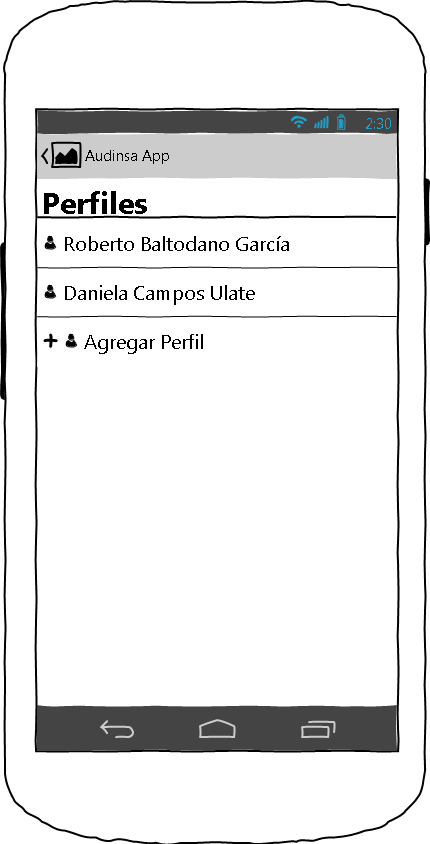 2:30
Audinsa App
Perfiles
Roberto Baltodano García
Daniela Campos Ulate
Agregar Perfil